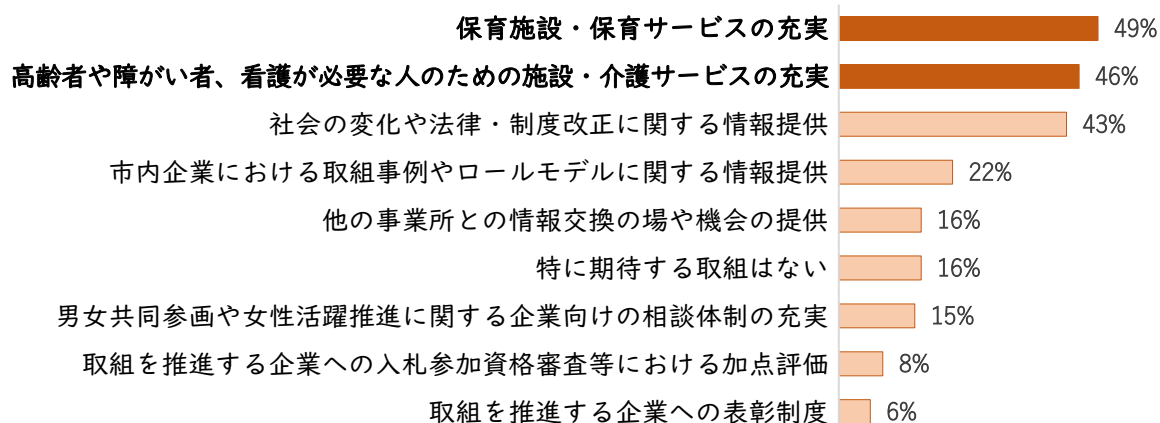 保育施設・保育サービスの充実 49%
高齢者や障がい者、看護が必要な人のための施設・介護サービスの充実 46%
社会の変化や法律・制度改正に関する情報提供 43%
市内企業における取組事例やロールモデルに関する情報提供 22%
他の事業所との情報交換の場や機会の提供 16%
特に期待する取組はない 16%
男女共同参画や女性活躍推進に関する企業向けの相談体制の充実 15%
取組を推進する企業への入札参加資格審査等における加点評価 8%
取組を推進する企業への表彰制度 6%